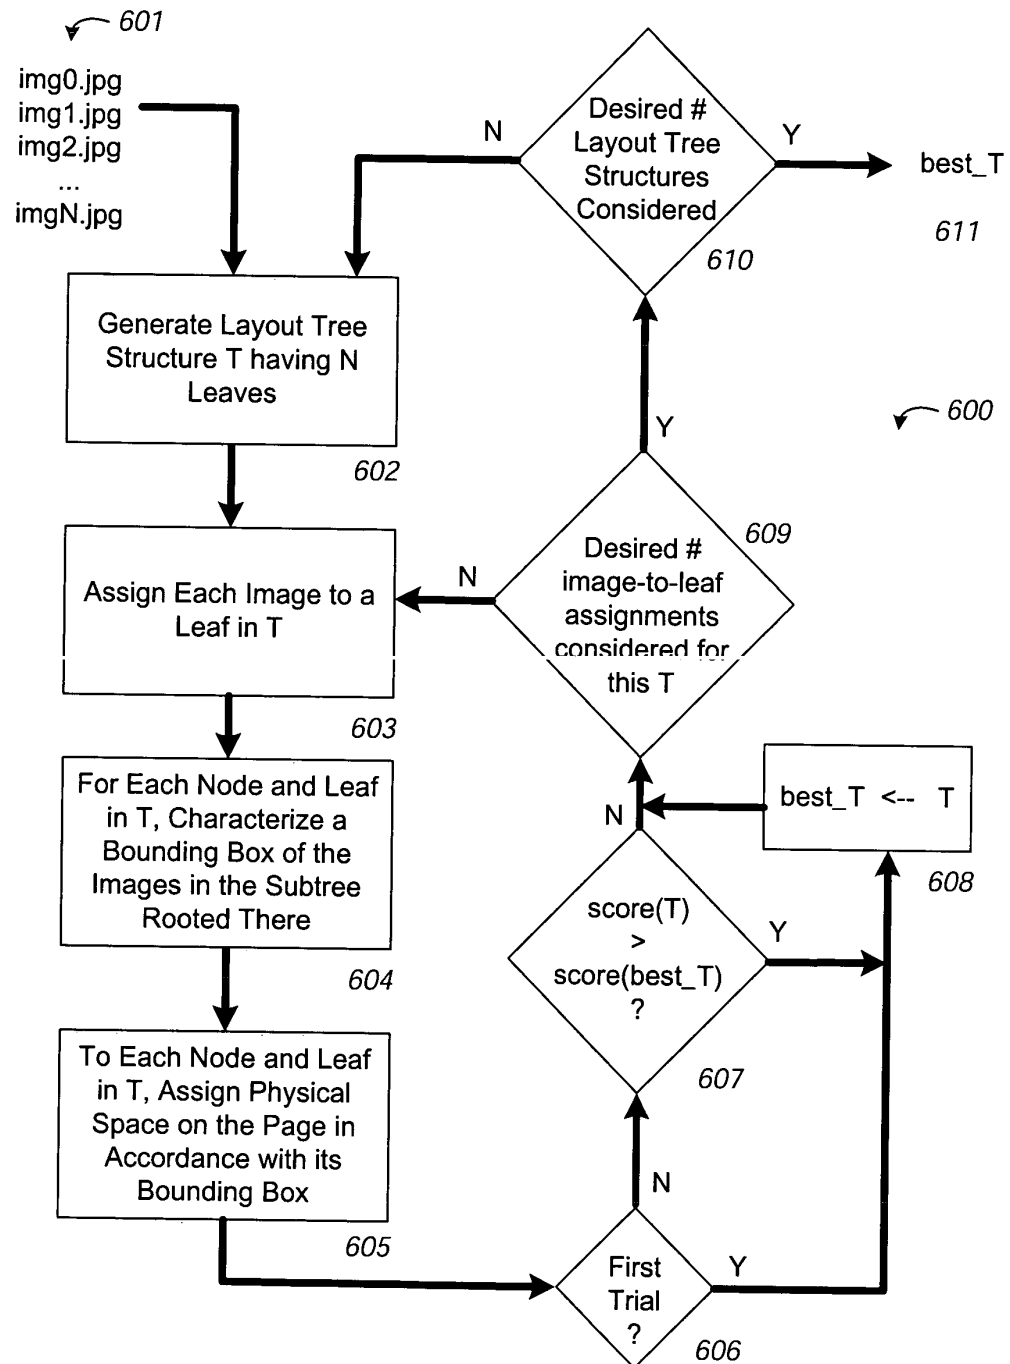 601
img0.jpg
img1.jpg
img2.jpg
...
imgN.jpg
N
Desired #
Layout Tree
Structures
Considered
Y
best_T
611
610
Generate Layout Tree
Structure T having N
Leaves
602
600
Y
609
Assign Each Image to a
Leaf in T
603
N
Desired #
image-to-leaf
assignments
considered for
this T
For Each Node and Leaf
in T, Characterize a
Bounding Box of the
Images in the Subtree
Rooted There
604
N
best_T <-- T
608
score(T)
>
score(best_T)
?
Y
607
To Each Node and Leaf
in T, Assign Physical
Space on the Page in
Accordance with its
Bounding Box
605
N
First
Trial
?
Y
606